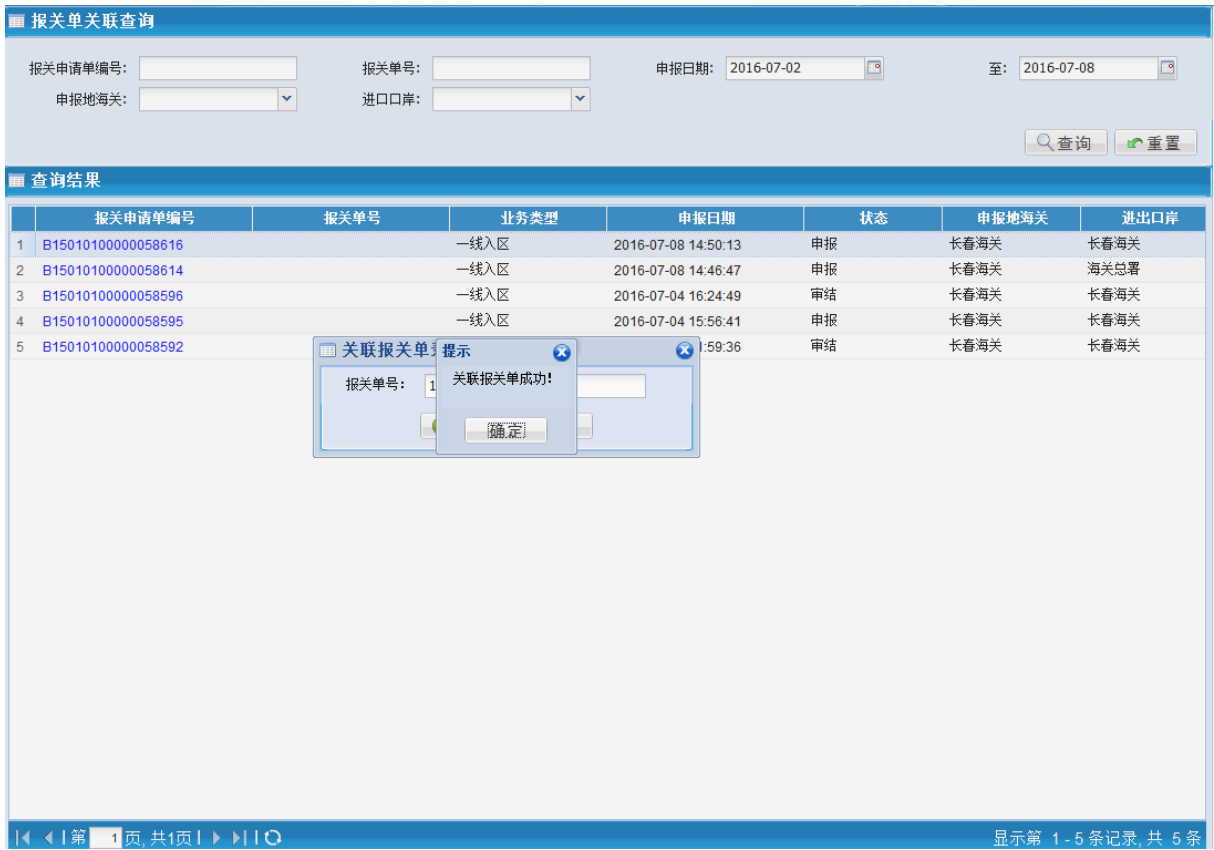 报关单关联查询
报关申请单编号: 报关单号: 申报日期: 2016-07-02 至: 2016-07-08
申报地海关: 进口口岸:
查询 重置
查询结果
报关申请单编号 报关单号 业务类型 申报日期 状态 申报地海关 进出口岸
1 B15010100000058616 一线入区 2016-07-08 14:50:13 申报 长春海关 长春海关
2 B15010100000058614 一线入区 2016-07-08 14:46:47 申报 长春海关 海关总署
3 B15010100000058596 一线入区 2016-07-04 16:24:49 审结 长春海关 长春海关
4 B15010100000058595 一线入区 2016-07-04 15:56:41 申报 长春海关 长春海关
5 B15010100000058592 :59:36 审结 长春海关 长春海关
关联报关单
提示
报关单号: 1
关联报关单成功!
确定
第 1 页, 共1页
显示第 1 - 5 条记录, 共 5 条